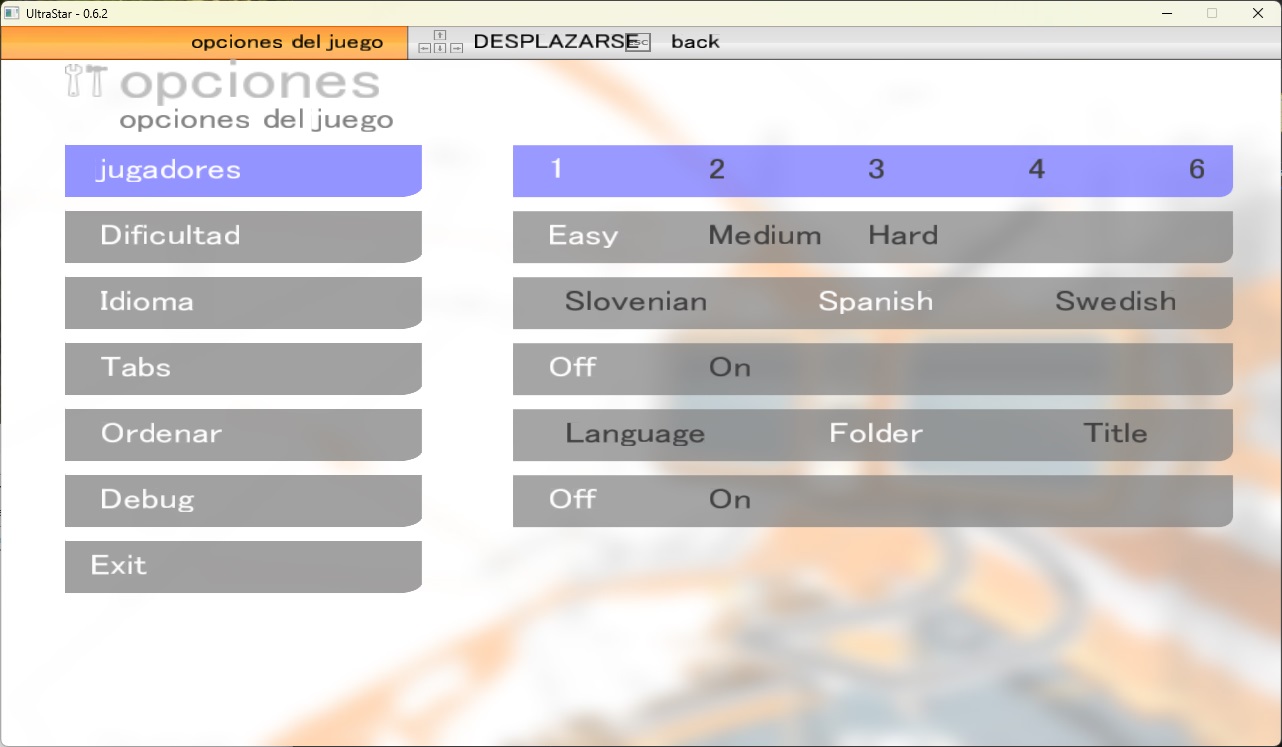 UltraStar - 0.6.2
opciones del juego DESPLAZARSE ESC back
opciones
opciones del juego
jugadores 1 2 3 4 6
Dificultad Easy Medium Hard
Idioma Slovenian Spanish Swedish
Tabs Off On
Ordenar Language Folder Title
Debug Off On
Exit